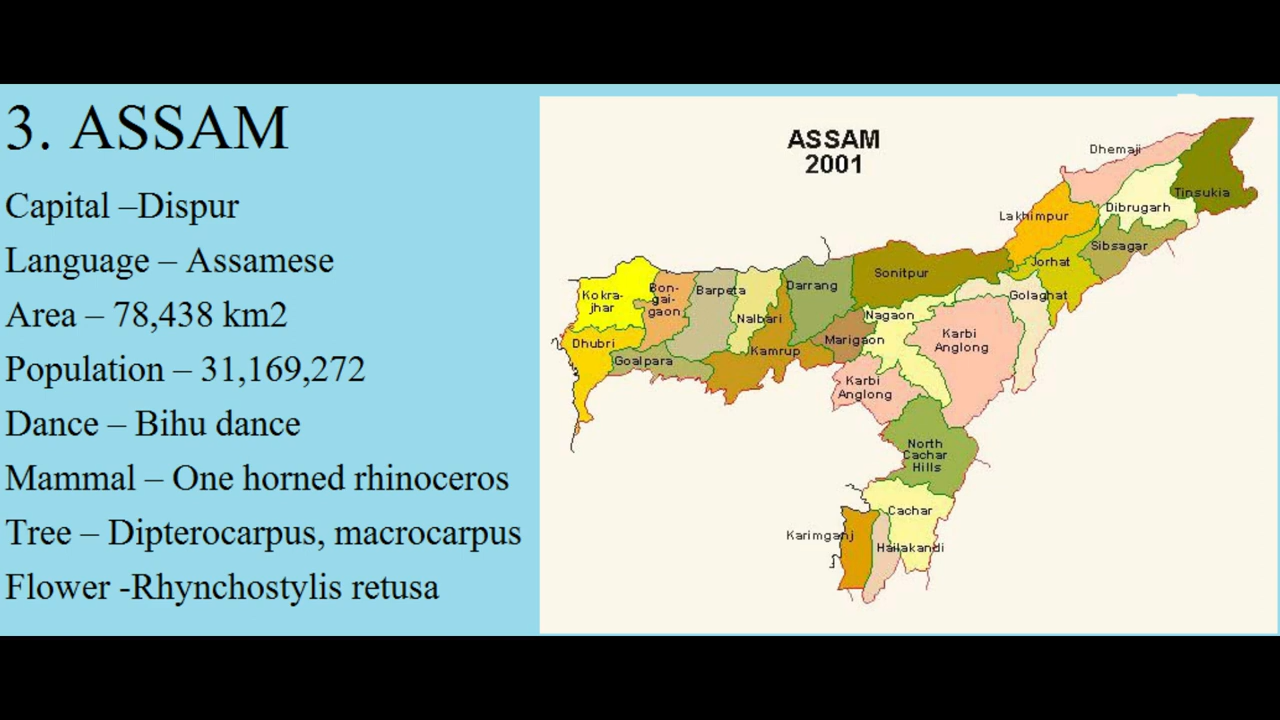 3. ASSAM
Capital –Dispur
Language – Assamese
Area – 78,438 km2
Population – 31,169,272
Dance – Bihu dance
Mammal – One horned rhinoceros
Tree – Dipterocarpus, macrocarpus
Flower -Rhynchostylis retusa
ASSAM
2001
Dhemaji
Tinsukia
Dibrugarh
Lakhimpur
Sibsagar
Jorhat
Sonitpur
Golaghat
Darrang
Bon-
gai-
gaon
Barpeta
Kokra-
jhar
Nalbari
Nagaon
Karbi
Anglong
Marigaon
Dhubri
Kamrup
Goalpara
Karbi
Anglong
North
Cachar
Hills
Cachar
Karimganj
Hailakandi